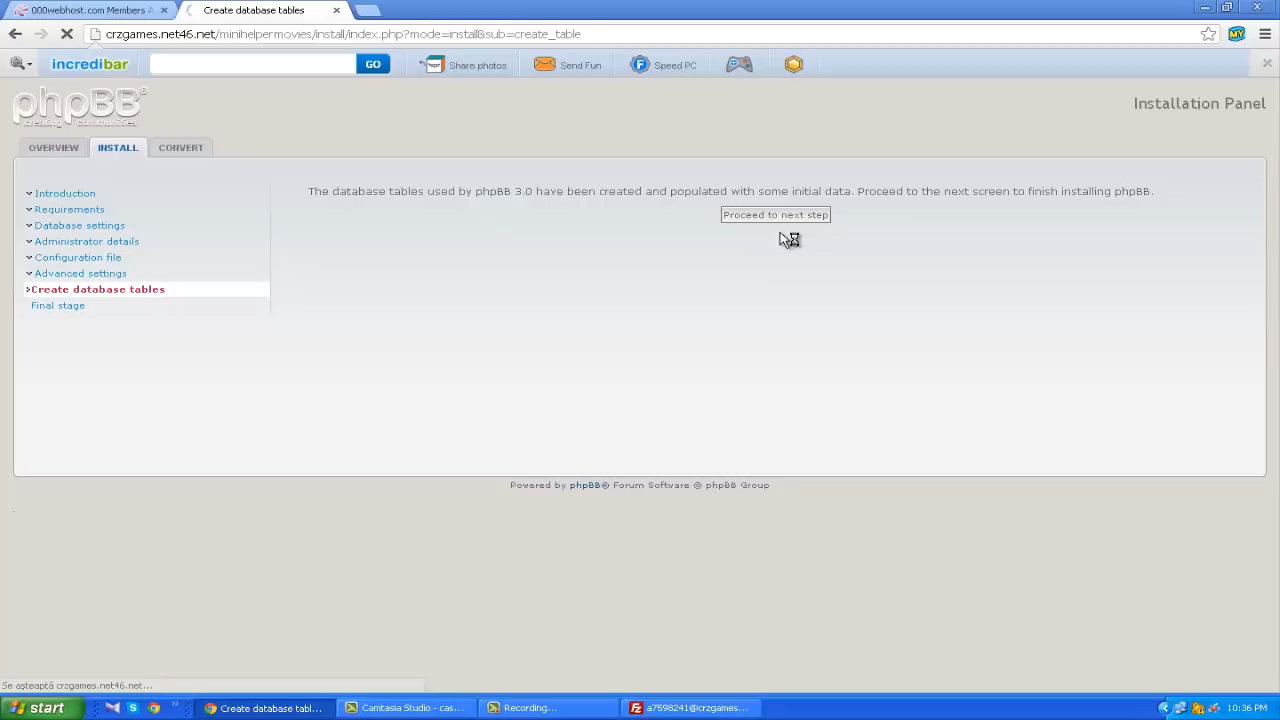 000webhost.com Members
Create database tables
crzgames.net46.net/minihelpermovies/install/index.php?mode=install&sub=create_table
MY
incredibar
GO
Share photos
Send Fun
Speed PC
phpBB®
creating communities
Installation Panel
OVERVIEW
INSTALL
CONVERT
Introduction
Requirements
Database settings
Administrator details
Configuration file
Advanced settings
Create database tables
Final stage
The database tables used by phpBB 3.0 have been created and populated with some initial data. Proceed to the next screen to finish installing phpBB.
Proceed to next step
Powered by phpBB® Forum Software © phpBB Group
Se aşteaptă crzgames.net46.net...
start
Create database tabl...
Camtasia Studio - cas...
Recording...
a7598241@crzgames...
10:36 PM